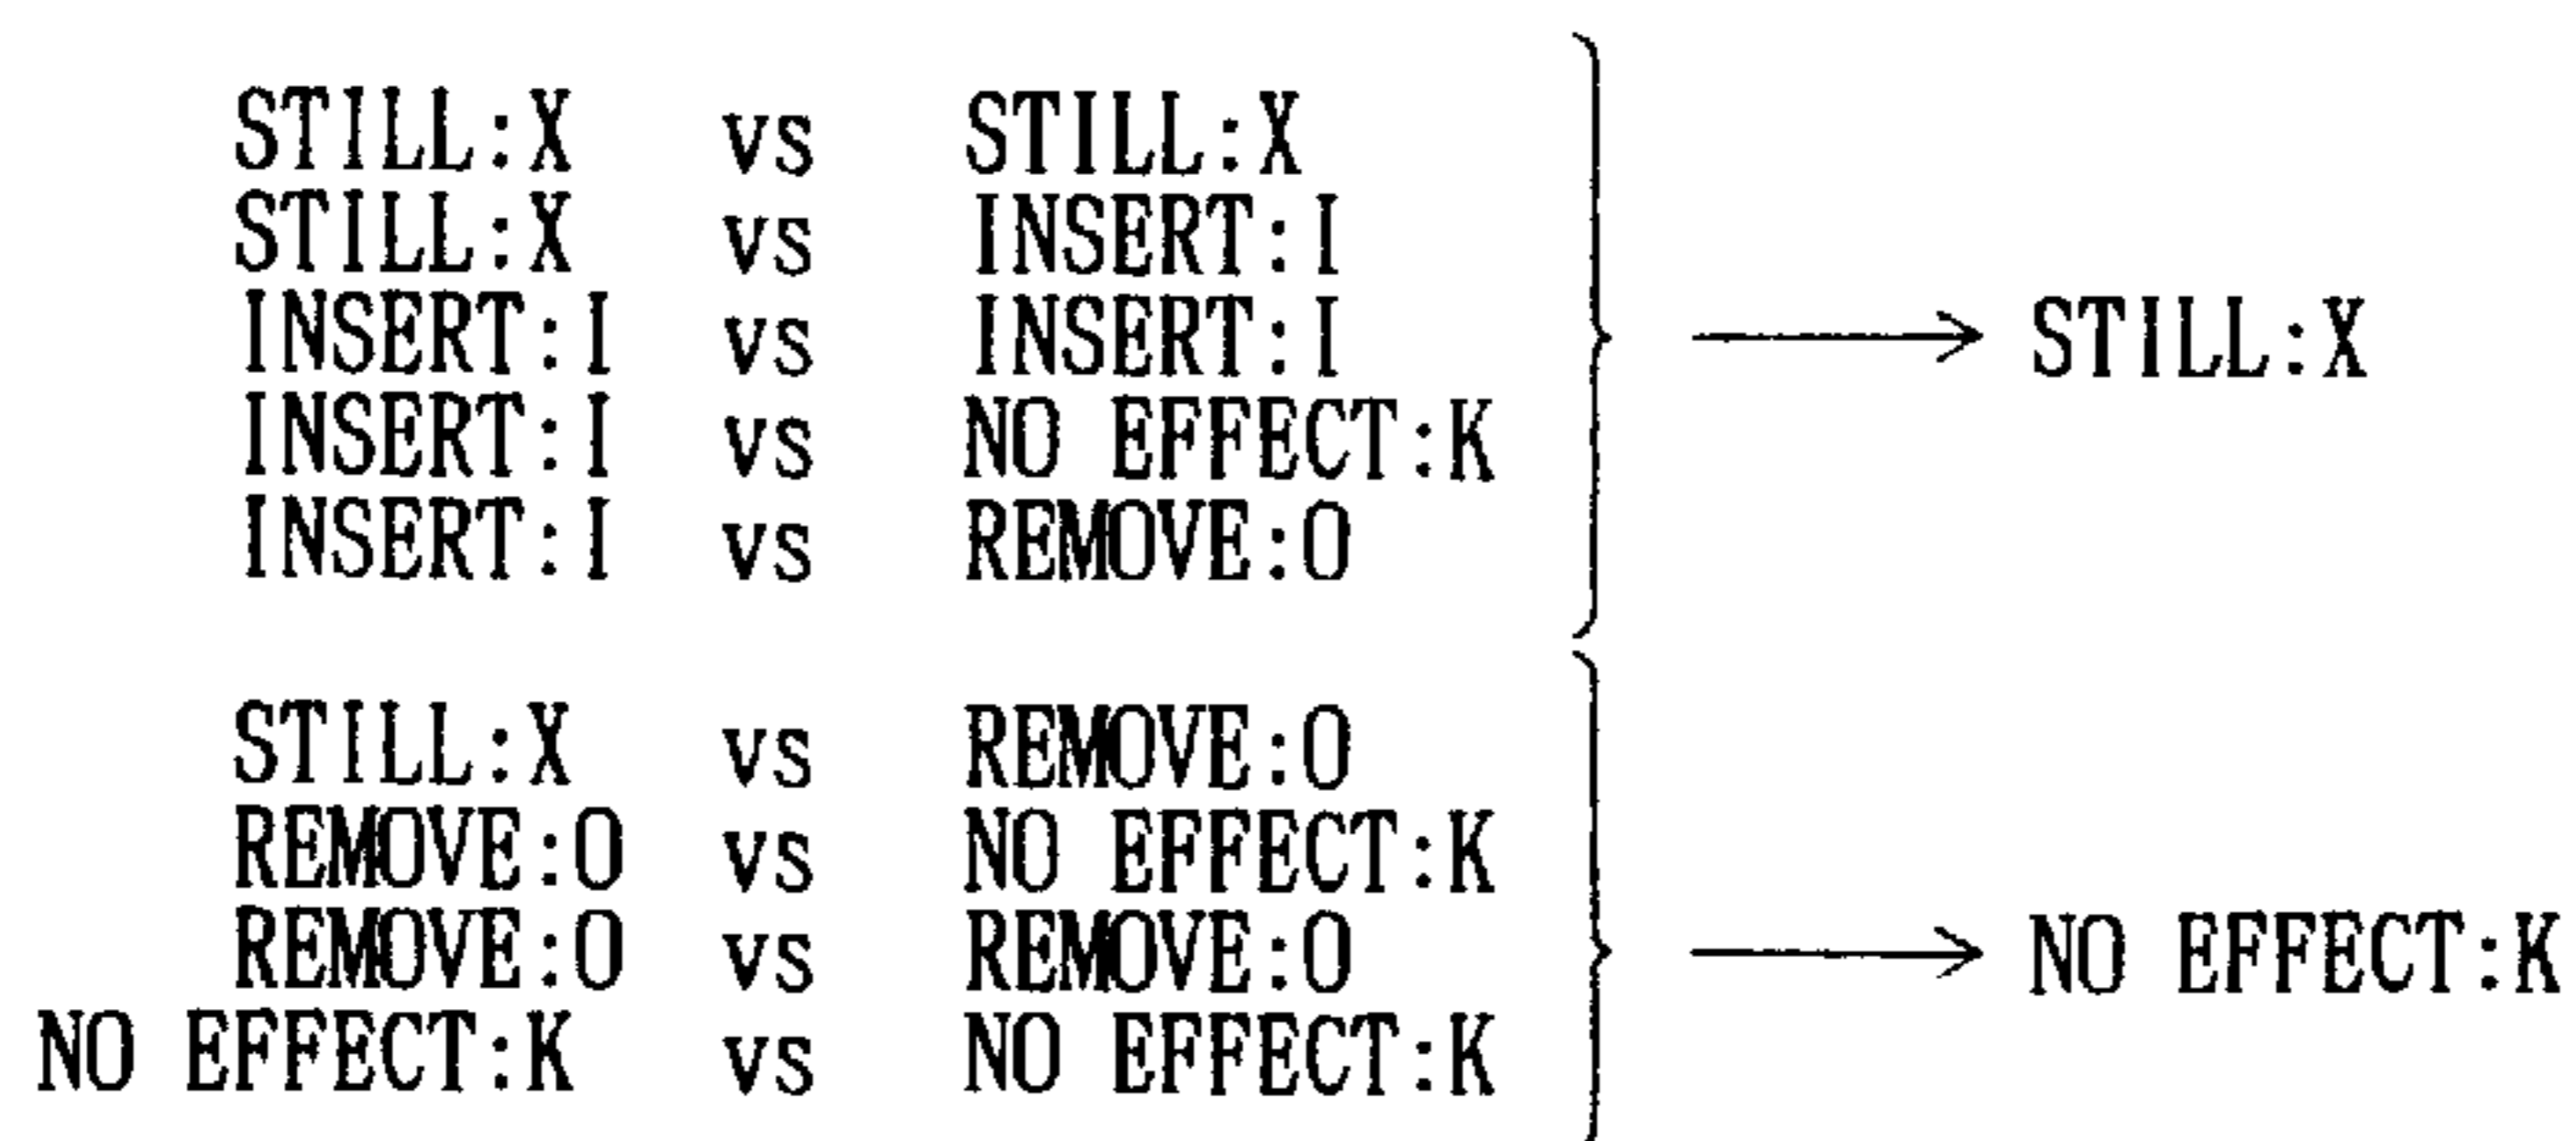 STILL:X vs STILL:X
STILL:X vs INSERT:I
INSERT:I vs INSERT:I → STILL:X
INSERT:I vs NO EFFECT:K
INSERT:I vs REMOVE:O
STILL:X vs REMOVE:O
REMOVE:O vs NO EFFECT:K
REMOVE:O vs REMOVE:O → NO EFFECT:K
NO EFFECT:K vs NO EFFECT:K